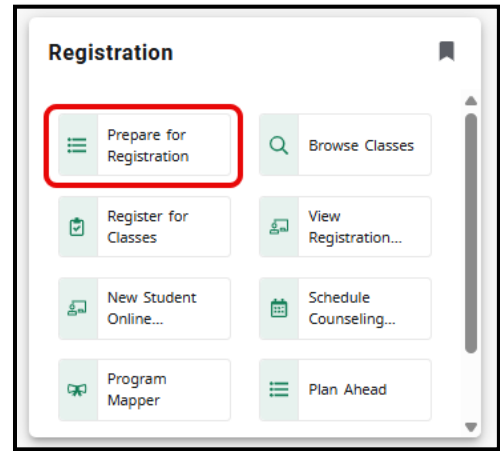 Registration
Prepare for
Registration
Browse Classes
Register for
Classes
View
Registration...
New Student
Online...
Schedule
Counseling...
Program
Mapper
Plan Ahead